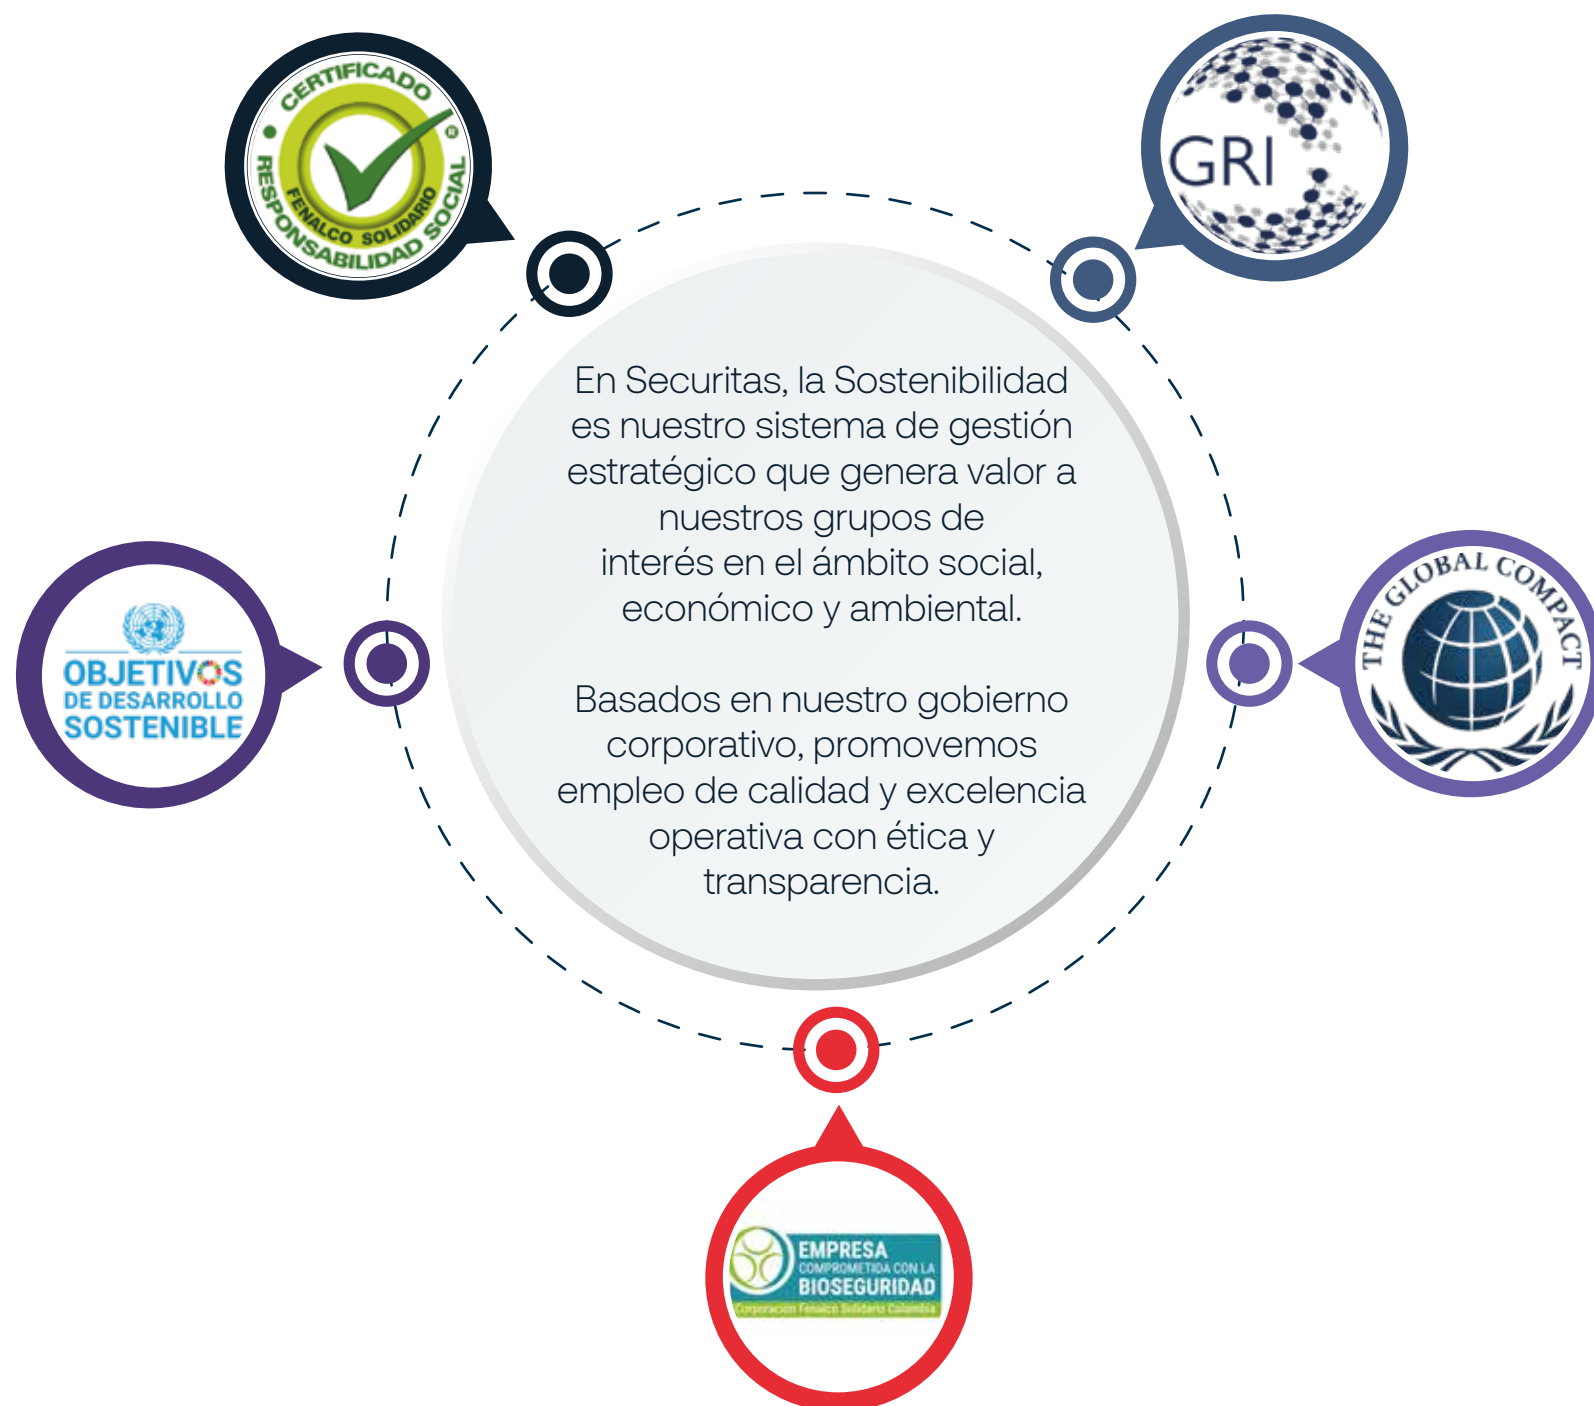 CERTIFICADO
RESPONSABILIDAD SOCIAL
FENALCO SOLIDARIO
®
GRI
En Securitas, la Sostenibilidad
es nuestro sistema de gestión
estratégico que genera valor a
nuestros grupos de
interés en el ámbito social,
económico y ambiental.
Basados en nuestro gobierno
corporativo, promovemos
empleo de calidad y excelencia
operativa con ética y
transparencia.
OBJETIVOS
DE DESARROLLO
SOSTENIBLE
THE GLOBAL COMPACT
EMPRESA
COMPROMETIDA CON LA
BIOSEGURIDAD
Corporación Fenalco Solidario Colombia